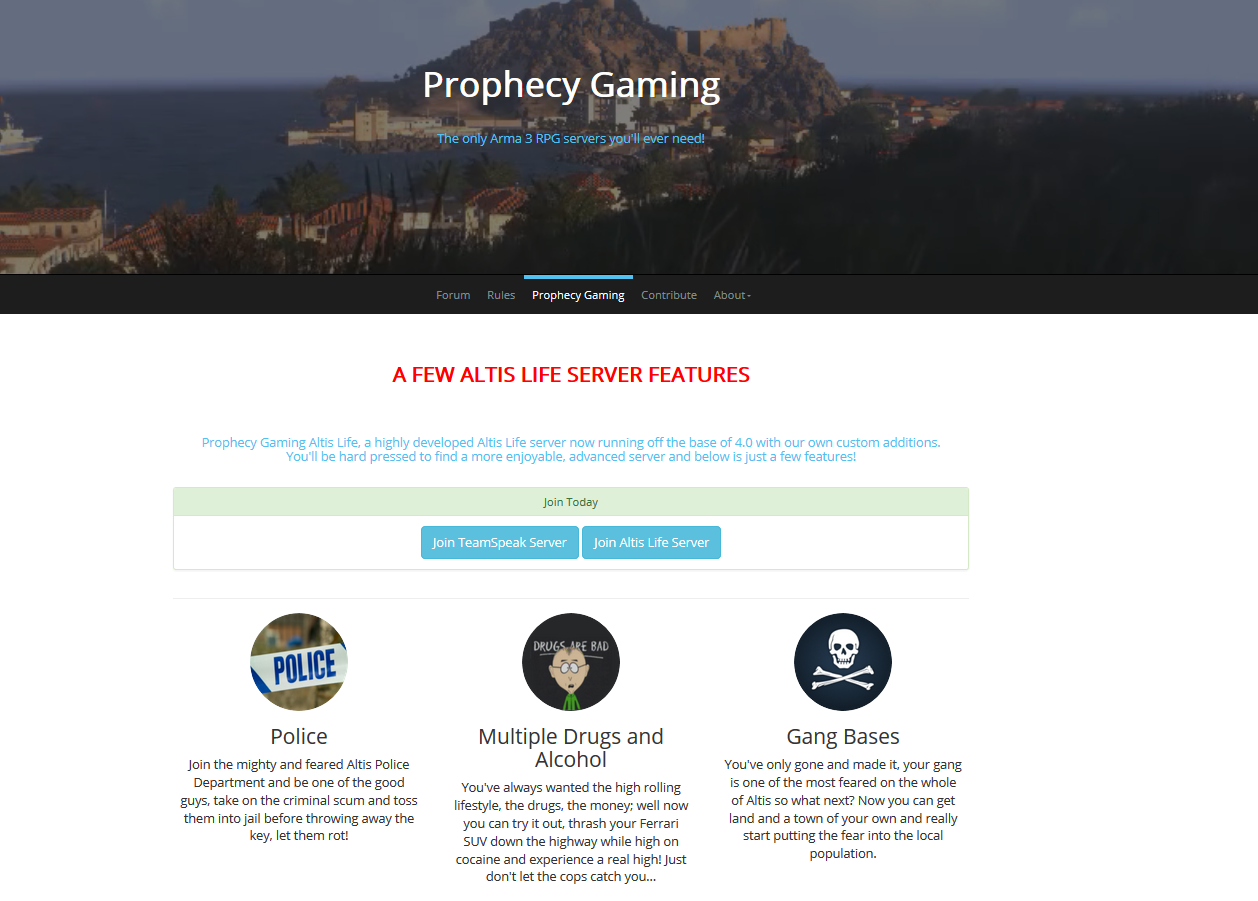 Prophecy Gaming
The only Arma 3 RPG servers you'll ever need!
Forum
Rules
Prophecy Gaming
Contribute
About
A FEW ALTIS LIFE SERVER FEATURES
Prophecy Gaming Altis Life, a highly developed Altis Life server now running off the base of 4.0 with our own custom additions.
You'll be hard pressed to find a more enjoyable, advanced server and below is just a few features!
Join Today
Join TeamSpeak Server
Join Altis Life Server
POLICE
Police
Join the mighty and feared Altis Police
Department and be one of the good
guys, take on the criminal scum and toss
them into jail before throwing away the
key, let them rot!
DRUGS ARE BAD
Multiple Drugs and
Alcohol
You've always wanted the high rolling
lifestyle, the drugs, the money; well now
you can try it out, thrash your Ferrari
SUV down the highway while high on
cocaine and experience a real high! Just
don't let the cops catch you...
Gang Bases
You've only gone and made it, your gang
is one of the most feared on the whole
of Altis so what next? Now you can get
land and a town of your own and really
start putting the fear into the local
population.